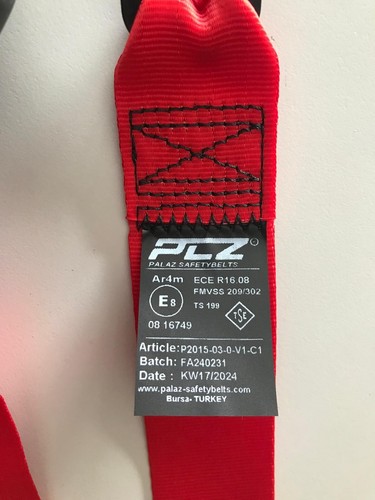 PLZ ®
PALAZ SAFETYBELTS
Ar4m ECE R16.08
FMVSS 209/302
E8 TS 199 TSE
08 16749
Article: P2015-03-0-V1-C1
Batch: FA240231
Date : KW17/2024
www.palaz-safetybelts.com
Bursa- TURKEY